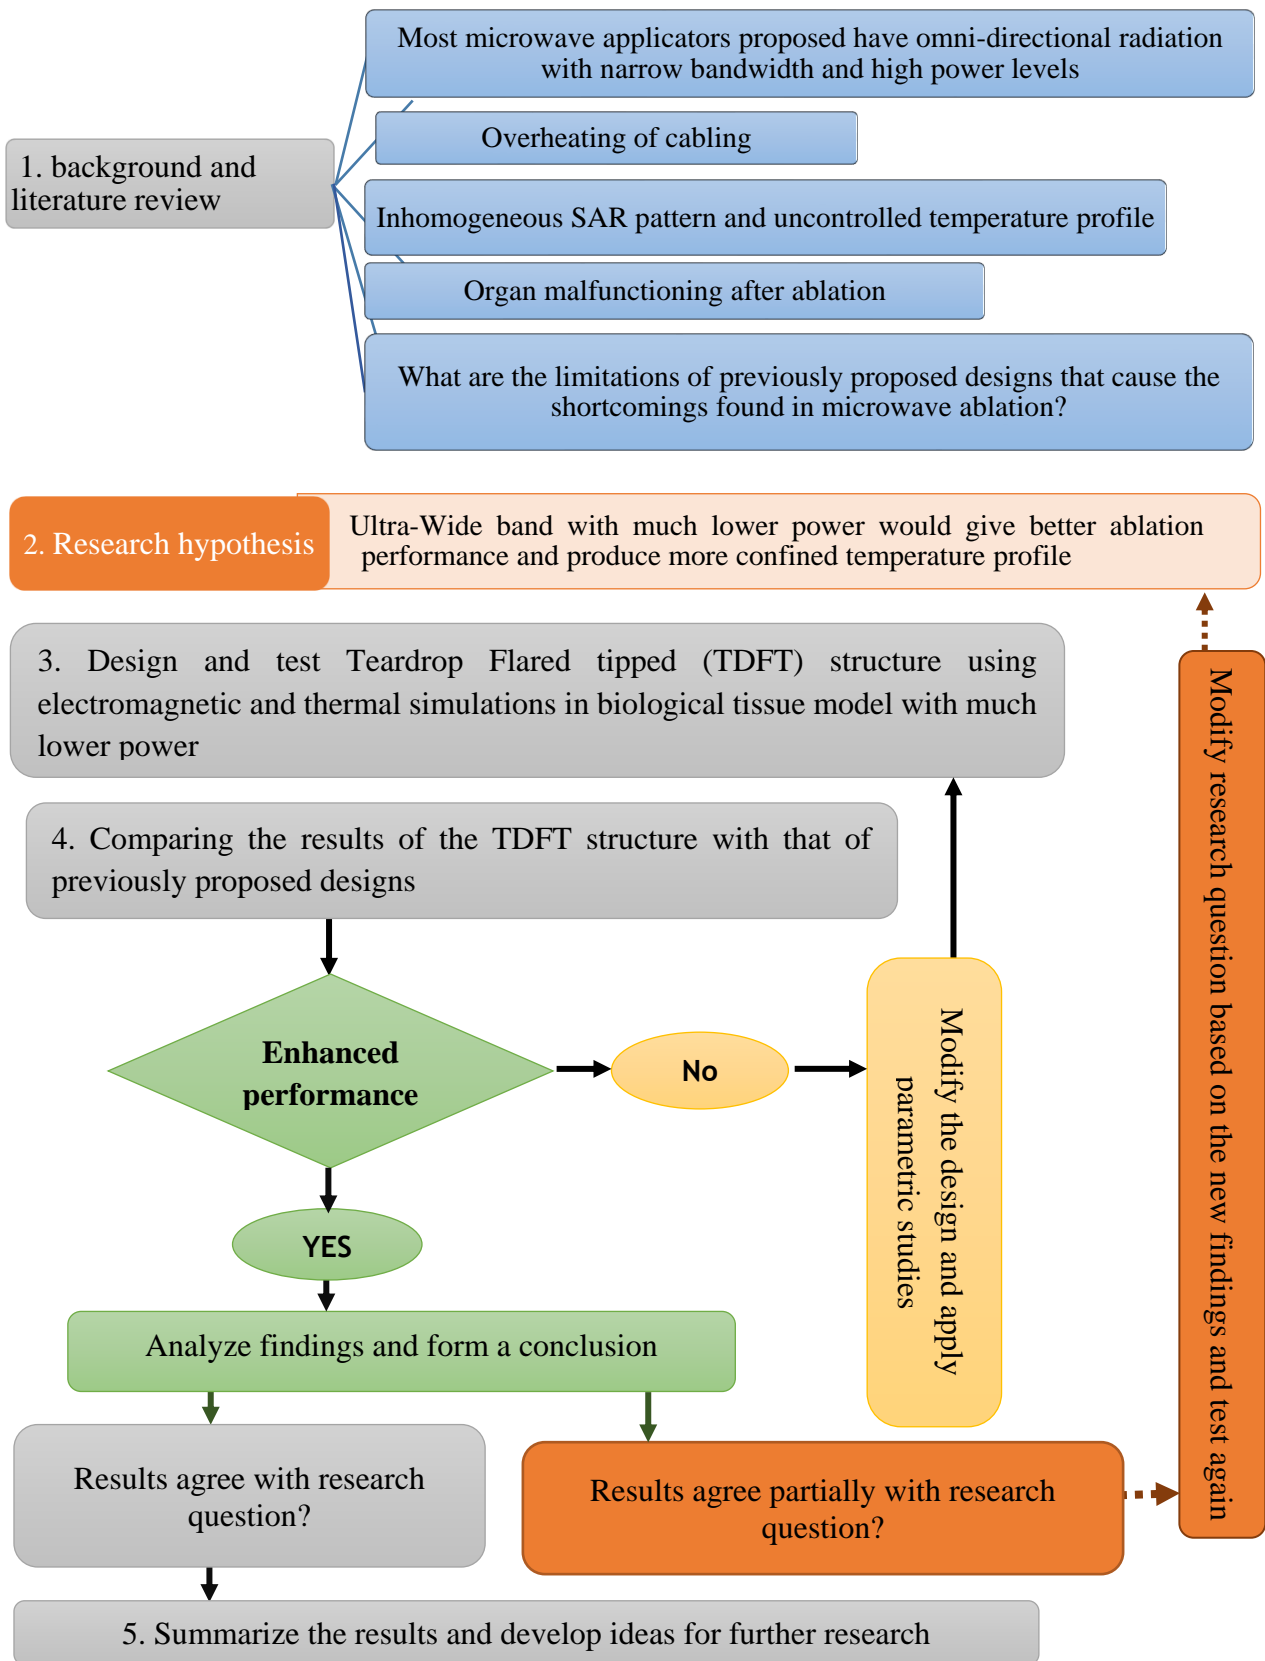 Most microwave applicators proposed have omni-directional radiation
with narrow bandwidth and high power levels
Overheating of cabling
1. background and
literature review
Inhomogeneous SAR pattern and uncontrolled temperature profile
Organ malfunctioning after ablation
What are the limitations of previously proposed designs that cause the
shortcomings found in microwave ablation?
2. Research hypothesis
Ultra-Wide band with much lower power would give better ablation
performance and produce more confined temperature profile
3. Design and test Teardrop Flared tipped (TDFT) structure using
electromagnetic and thermal simulations in biological tissue model with much
lower power
4. Comparing the results of the TDFT structure with that of
previously proposed designs
Enhanced
performance
No
Modify the design and apply
parametric studies
Modify research question based on the new findings and test again
YES
Analyze findings and form a conclusion
Results agree with research
question?
Results agree partially with research
question?
5. Summarize the results and develop ideas for further research